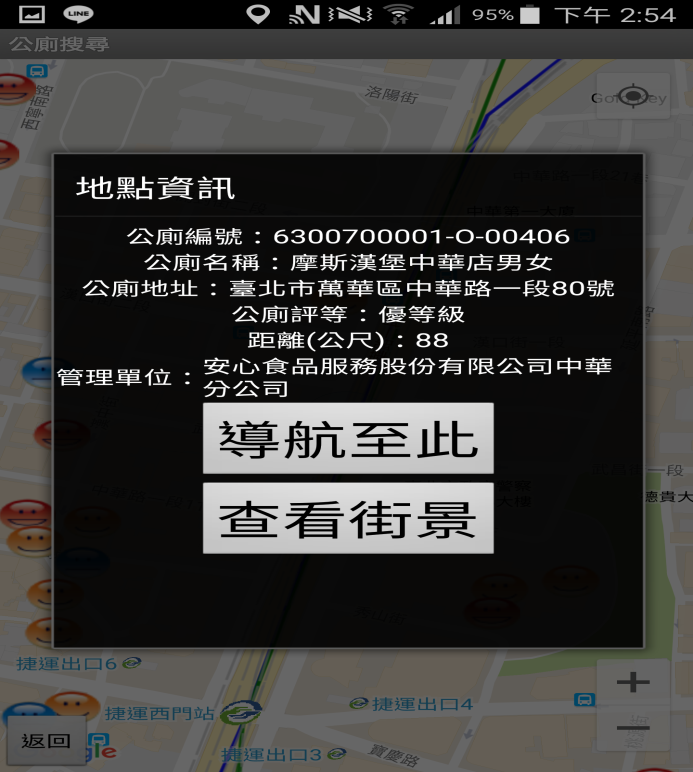 LINE
95%
下午 2:54
公廁搜尋
洛陽街
地點資訊
公廁編號：6300700001-O-00406
公廁名稱：摩斯漢堡中華店男女
公廁地址：臺北市萬華區中華路一段80號
公廁評等：優等級
距離(公尺)：88
管理單位：安心食品服務股份有限公司中華
分公司
導航至此
查看街景
捷運出口6
捷運西門站
捷運出口4
捷運出口3
寶慶路
返回